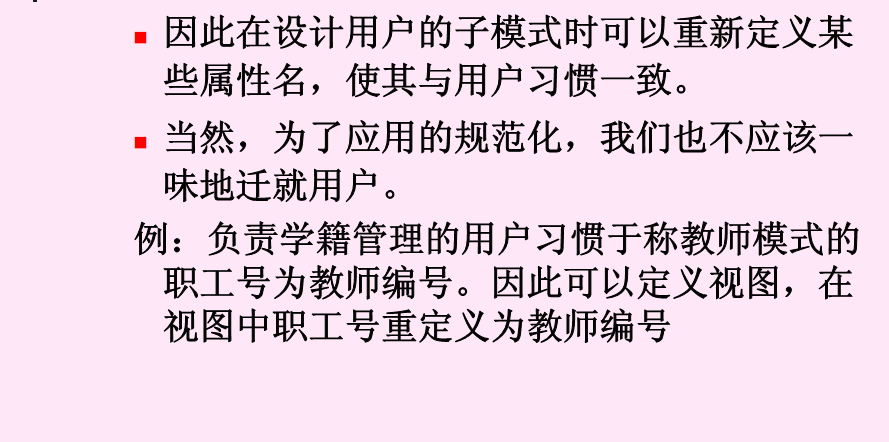 因此在设计用户的子模式时可以重新定义某
些属性名，使其与用户习惯一致。
当然，为了应用的规范化，我们也不应该一
味地迁就用户。
例：负责学籍管理的用户习惯于称教师模式的
职工号为教师编号。因此可以定义视图，在
视图中职工号重定义为教师编号